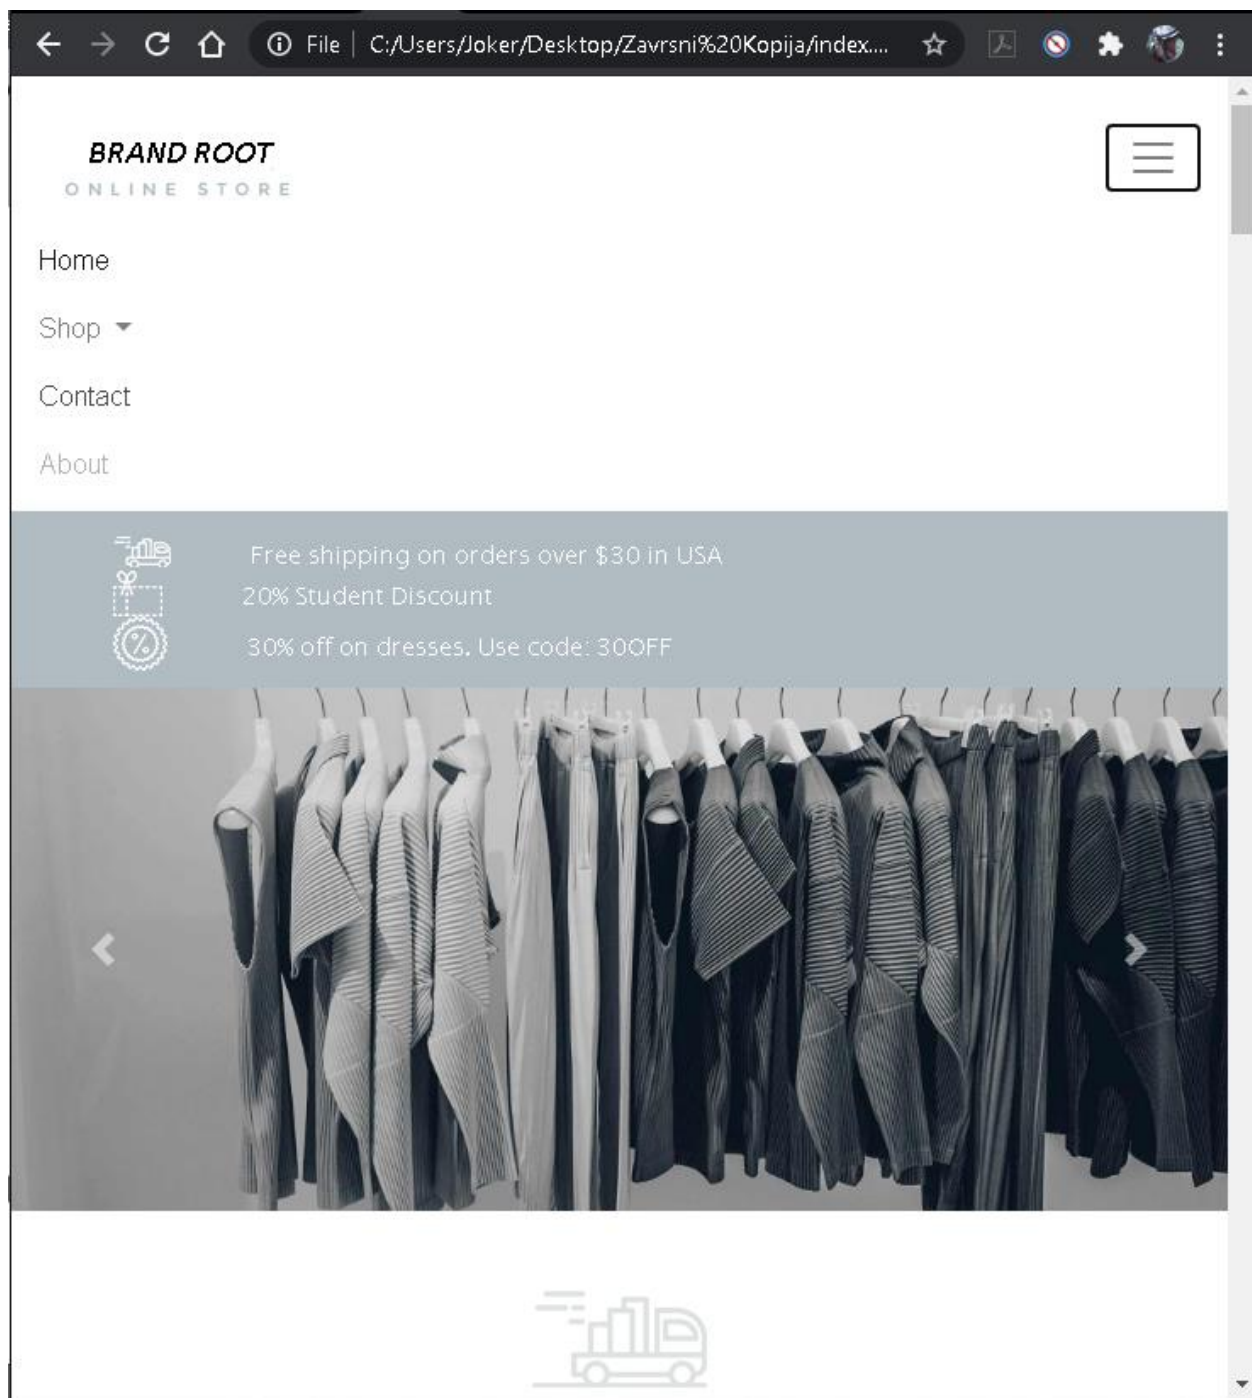 File | C:/Users/Joker/Desktop/Zavrsni%20Kopija/index....
BRAND ROOT
ONLINE STORE
Home
Shop
Contact
About
Free shipping on orders over $30 in USA
20% Student Discount
30% off on dresses. Use code: 30OFF